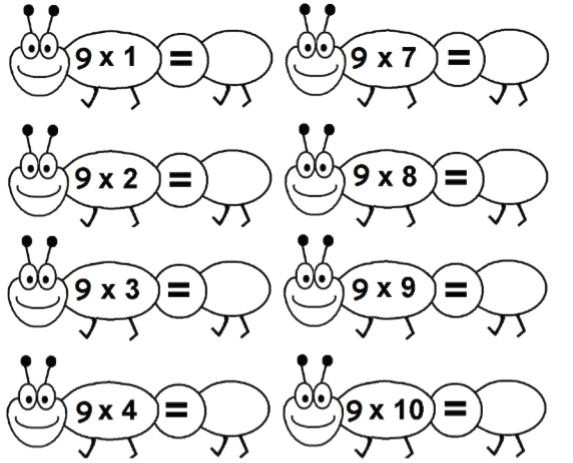 9 x 1 =
9 x 7 =
9 x 2 =
9 x 8 =
9 x 3 =
9 x 9 =
9 x 4 =
9 x 10 =